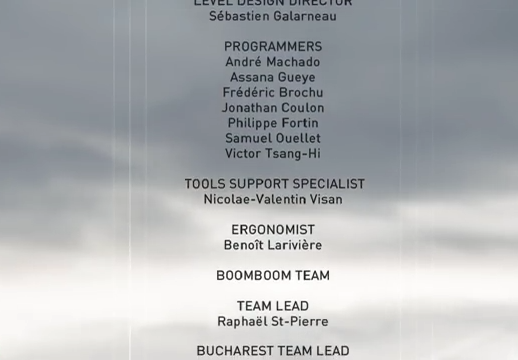 LEVEL DESIGN DIRECTOR
Sébastien Galarneau
PROGRAMMERS
André Machado
Assana Gueye
Frédéric Brochu
Jonathan Coulon
Philippe Fortin
Samuel Ouellet
Victor Tsang-Hi
TOOLS SUPPORT SPECIALIST
Nicolae-Valentin Visan
ERGONOMIST
Benoît Larivière
BOOMBOOM TEAM
TEAM LEAD
Raphaël St-Pierre
BUCHAREST TEAM LEAD